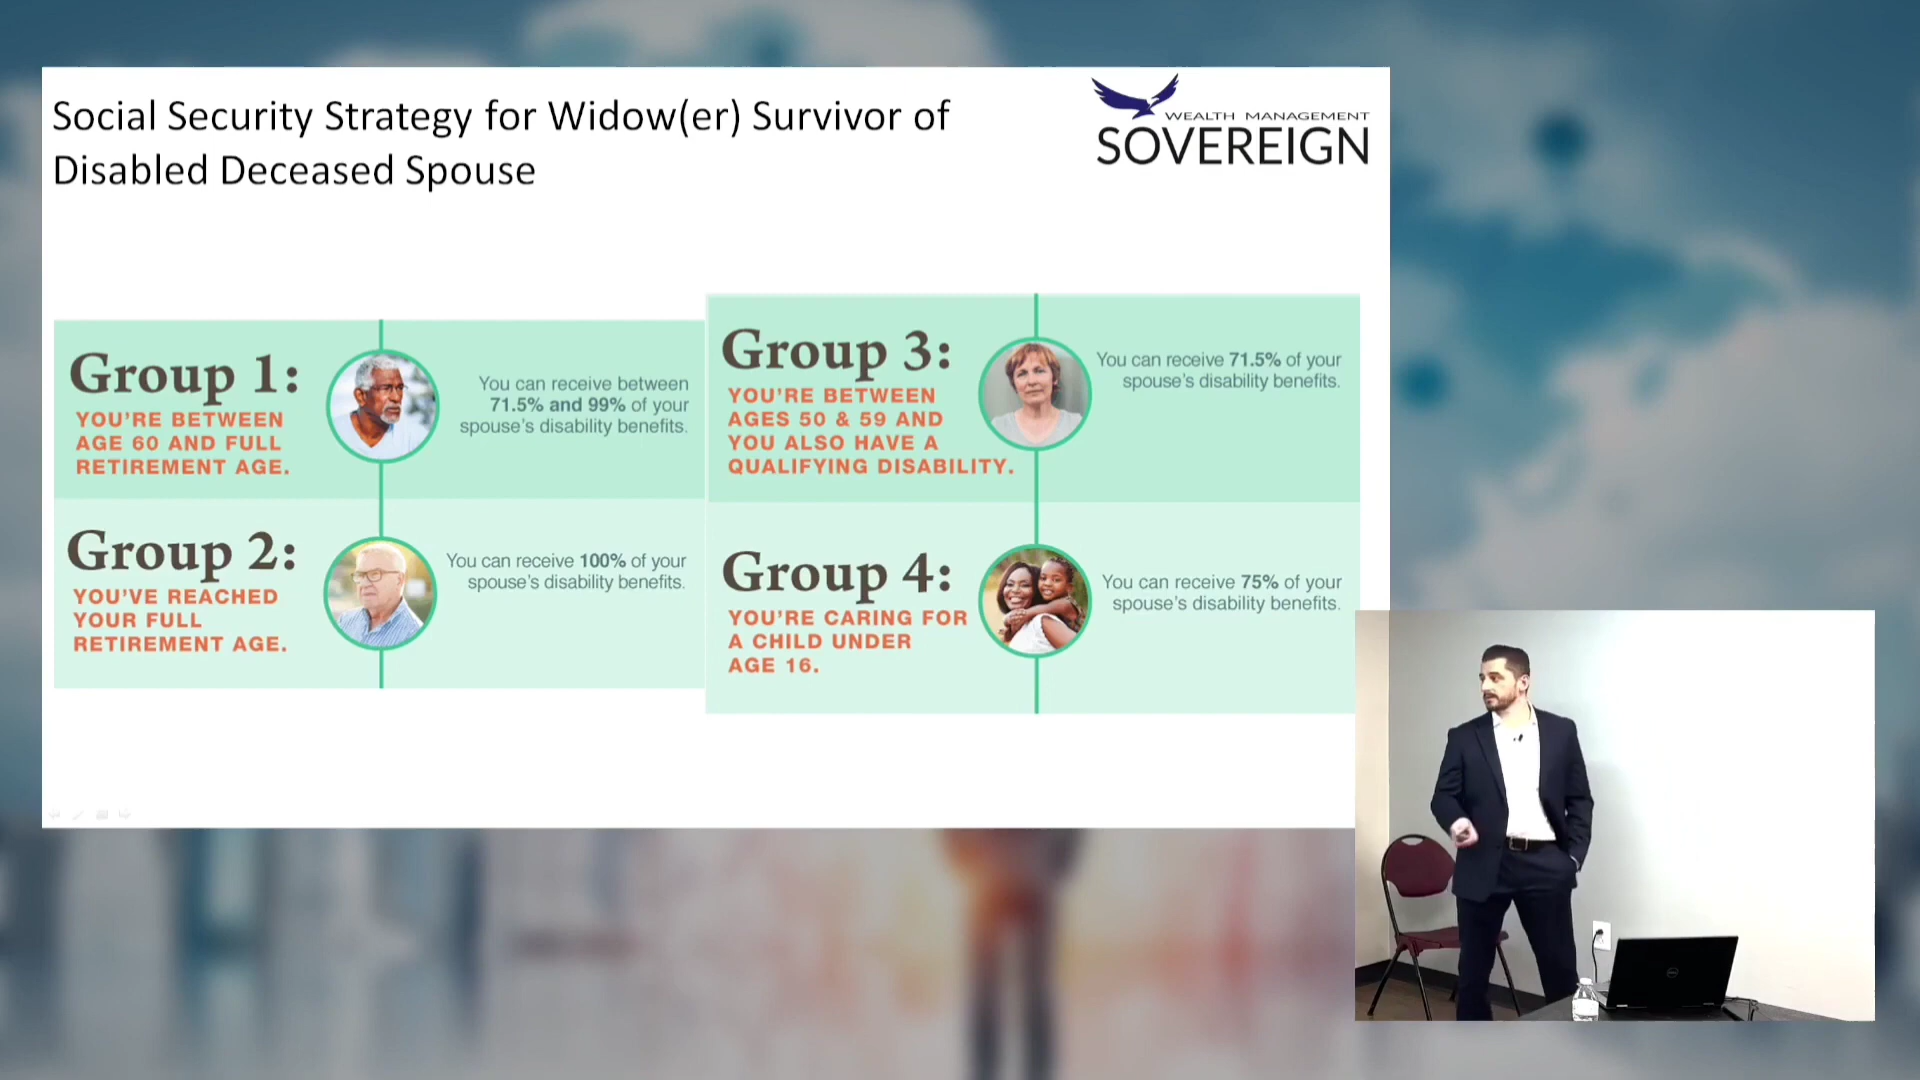 Social Security Strategy for Widow(er) Survivor of
Disabled Deceased Spouse
WEALTH MANAGEMENT
SOVEREIGN
Group 1:
YOU'RE BETWEEN
AGE 60 AND FULL
RETIREMENT AGE.
You can receive between
71.5% and 99% of your
spouse's disability benefits.
Group 2:
YOU'VE REACHED
YOUR FULL
RETIREMENT AGE.
You can receive 100% of your
spouse's disability benefits.
Group 3:
YOU'RE BETWEEN
AGES 50 & 59 AND
YOU ALSO HAVE A
QUALIFYING DISABILITY.
You can receive 71.5% of your
spouse's disability benefits.
Group 4:
YOU'RE CARING FOR
A CHILD UNDER
AGE 16.
You can receive 75% of your
spouse's disability benefits.